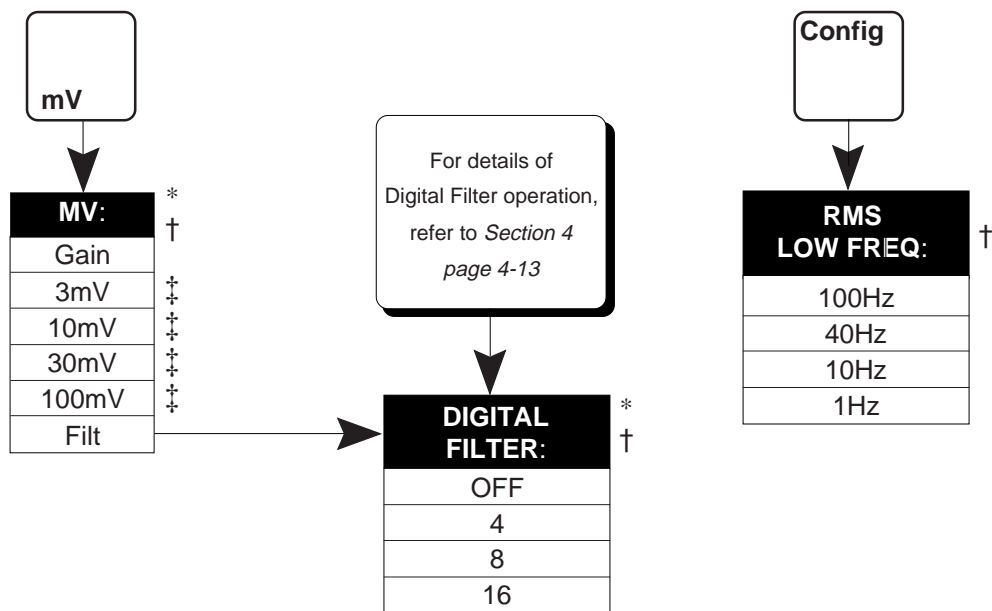 mV
MV: *
†
Gain
3mV ‡
10mV ‡
30mV ‡
100mV ‡
Filt
For details of
Digital Filter operation,
refer to Section 4
page 4-13
DIGITAL *
FILTER: †
OFF
4
8
16
Config
RMS
LOW FREQ: †
100Hz
40Hz
10Hz
1Hz